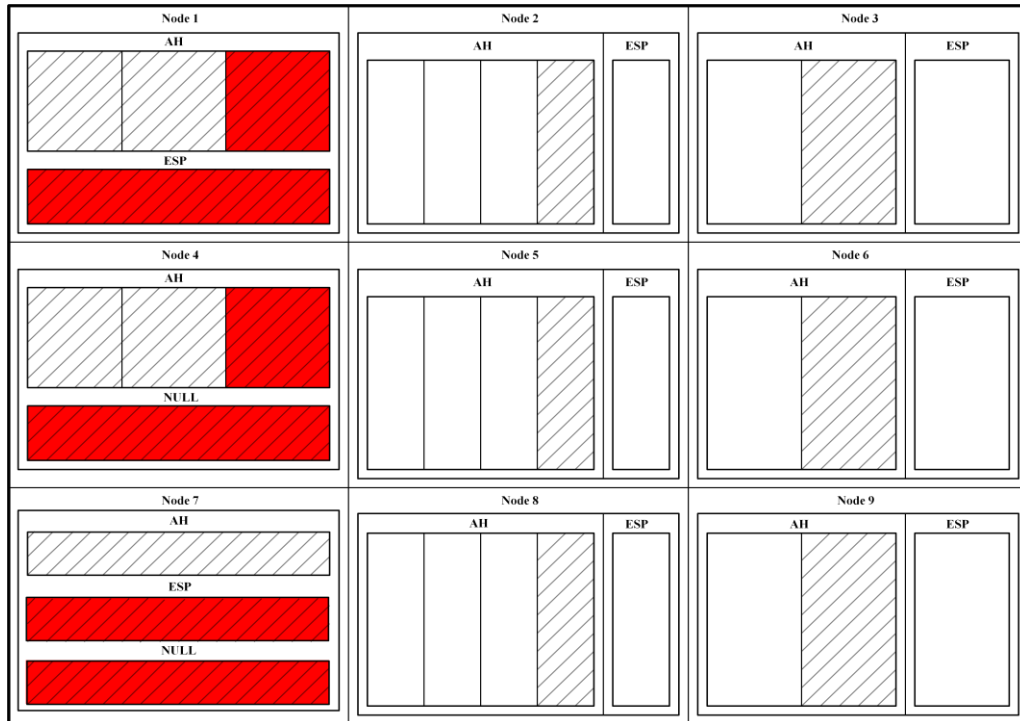 Node 1
AH
ESP
Node 2
AH
ESP
Node 3
AH
ESP
Node 4
AH
NULL
Node 5
AH
ESP
Node 6
AH
ESP
Node 7
AH
ESP
NULL
Node 8
AH
ESP
Node 9
AH
ESP